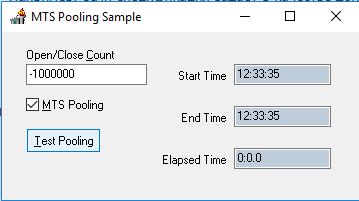 MTS Pooling Sample
Open/Close Count
-1000000
MTS Pooling
Test Pooling
Start Time 12:33:35
End Time 12:33:35
Elapsed Time 0:0.0